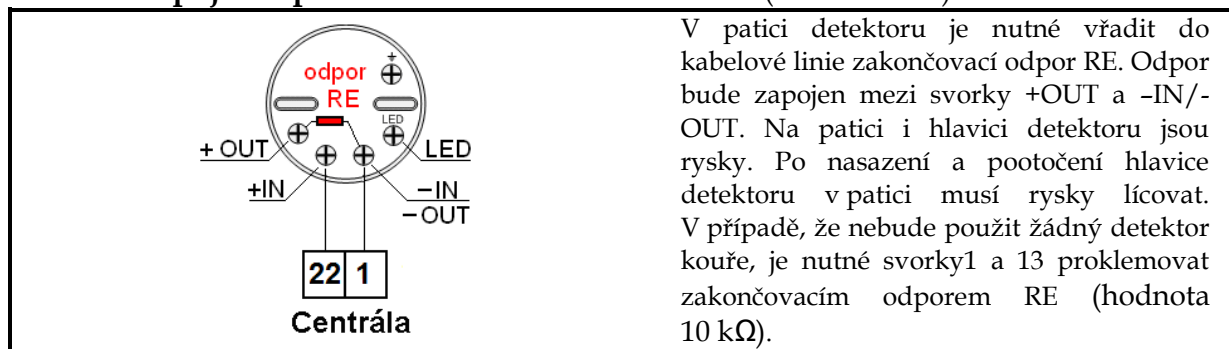 odpor
RE
LED
+ OUT
LED
+IN
–IN
–OUT
22 1
Centrála
V patici detektoru je nutné vřadit do
kabelové linie zakončovací odpor RE. Odpor
bude zapojen mezi svorky +OUT a –IN/-
OUT. Na patici i hlavici detektoru jsou
rysky. Po nasazení a pootočení hlavice
detektoru v patici musí rysky lícovat.
V případě, že nebude použit žádný detektor
kouře, je nutné svorky1 a 13 proklemovat
zakončovacím odporem RE (hodnota
10 kΩ).